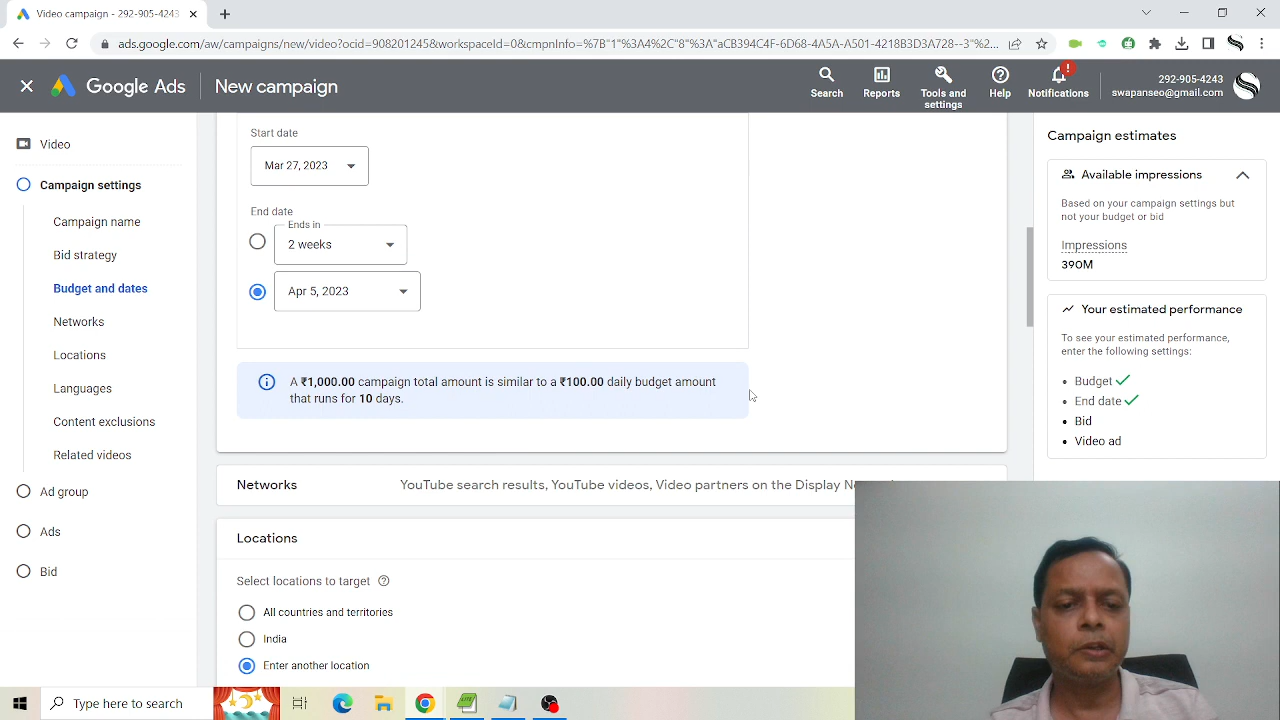 Video campaign - 292-905-4243
ads.google.com/aw/campaigns/new/video?ocid_008201245&workspaceId=0&cmpnInfo=%7B"1"%3A4%2C"8"%3A"aCB394C4F-6D68-4A5A-A501-4218B3D3A728--3"%...
Google Ads
New campaign
Search
Reports
Tools and
settings
Help
Notifications
!
292-905-4243
swapanseo@gmail.com
Video
Campaign settings
Campaign name
Bid strategy
Budget and dates
Networks
Locations
Languages
Content exclusions
Related videos
Ad group
Ads
Bid
Start date
Mar 27, 2023
End date
Ends in
2 weeks
Apr 5, 2023
A ₹1,000.00 campaign total amount is similar to a ₹100.00 daily budget amount
that runs for 10 days.
Networks
YouTube search results, YouTube videos, Video partners on the Display
Locations
Select locations to target
All countries and territories
India
Enter another location
Campaign estimates
Available impressions
Based on your campaign settings but
not your budget or bid
Impressions
390M
Your estimated performance
To see your estimated performance,
enter the following settings:
• Budget
• End date
• Bid
• Video ad
Type here to search